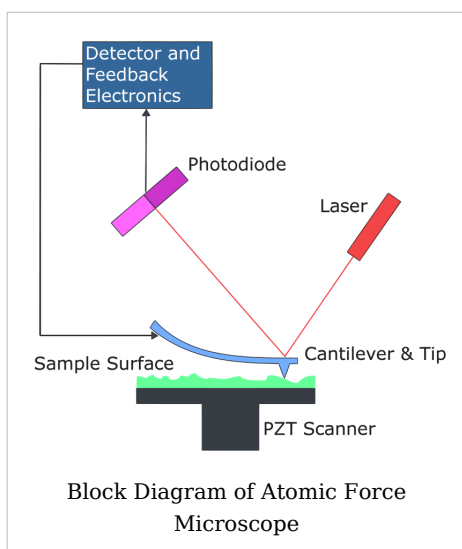 Detector and
Feedback
Electronics
Photodiode
Laser
Cantilever & Tip
Sample Surface
PZT Scanner
Block Diagram of Atomic Force
Microscope